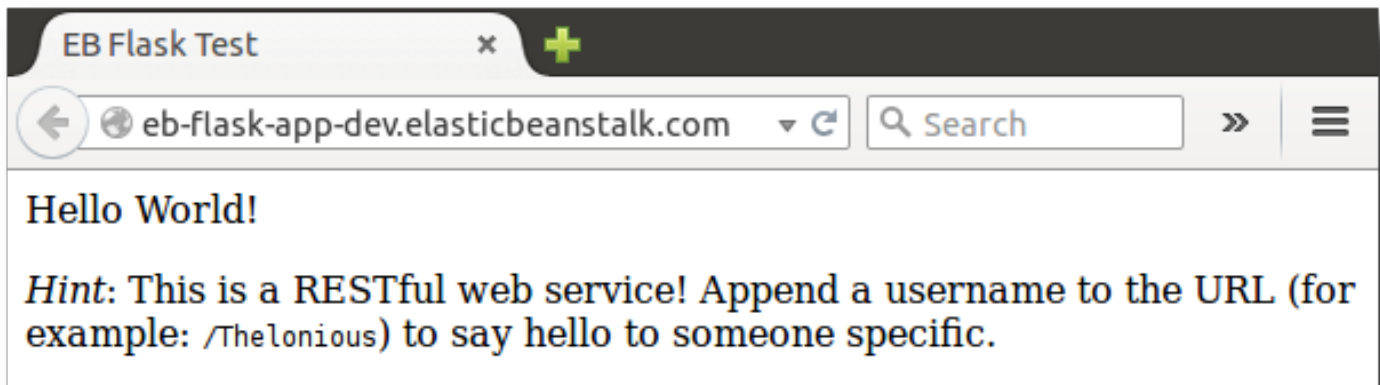 EB Flask Test
eb-flask-app-dev.elasticbeanstalk.com
Search
Hello World!
Hint: This is a RESTful web service! Append a username to the URL (for
example: /Thelonious) to say hello to someone specific.